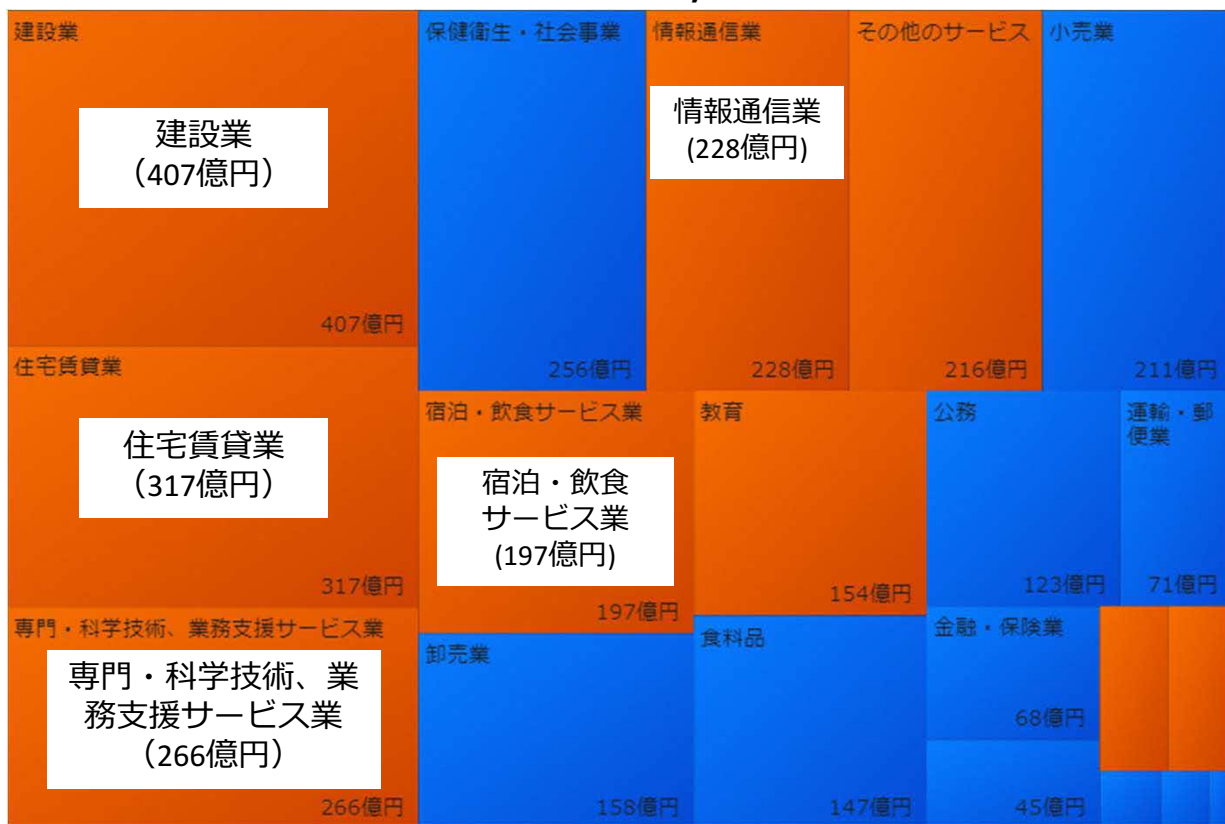 建設業
建設業
(407億円)
407億円
住宅賃貸業
住宅賃貸業
(317億円)
317億円
専門・科学技術、業務支援サービス業
専門・科学技術、業
務支援サービス業
(266億円)
266億円
保健衛生・社会事業
256億円
情報通信業
情報通信業
(228億円)
228億円
その他のサービス
216億円
小売業
211億円
宿泊・飲食サービス業
宿泊・飲食
サービス業
(197億円)
197億円
教育
154億円
公務
123億円
運輸・郵
便業
71億円
卸売業
158億円
食料品
147億円
金融・保険業
68億円
45億円